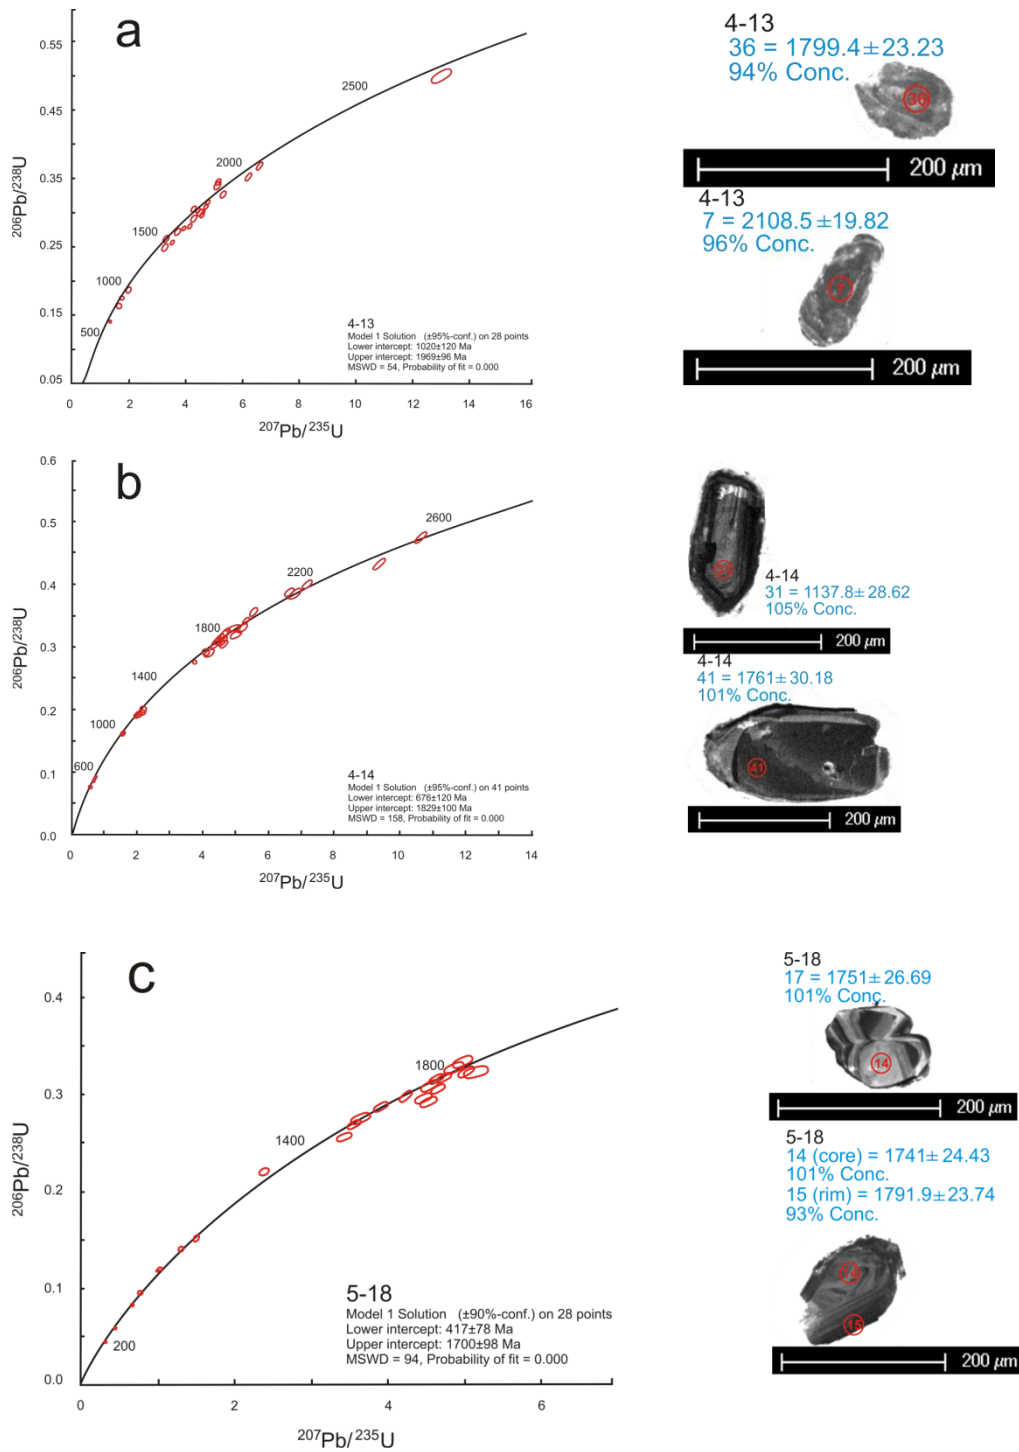 a
0.55
0.45
0.35
0.25
0.15
0.05
206Pb/238U
2500
2000
1500
1000
500
4-13
Model 1 Solution (±95%-conf.) on 28 points
Lower intercept: 1020±120 Ma
Upper intercept: 1969±96 Ma
MSWD = 54, Probability of fit = 0.000
0 2 4 6 8 10 12 14 16
207Pb/235U
4-13
36 = 1799.4±23.23
94% Conc.
36
200 µm
4-13
7 = 2108.5 ±19.82
96% Conc.
7
200 µm
b
0.6
0.5
0.4
0.3
0.2
0.1
0.0
206Pb/238U
2600
2200
1800
1400
1000
600
4-14
Model 1 Solution (±95%-conf.) on 41 points
Lower intercept: 676±120 Ma
Upper intercept: 1829±100 Ma
MSWD = 158, Probability of fit = 0.000
0 2 4 6 8 10 12 14
207Pb/235U
4-14
31 = 1137.8±28.62
105% Conc.
200 µm
4-14
41 = 1761±30.18
101% Conc.
41
200 µm
c
0.4
0.3
0.2
0.1
0.0
206Pb/238U
1800
1400
200
5-18
Model 1 Solution (±90%-conf.) on 28 points
Lower intercept: 417±78 Ma
Upper intercept: 1700±98 Ma
MSWD = 94, Probability of fit = 0.000
0 2 4 6
207Pb/235U
5-18
17 = 1751±26.69
101% Conc.
14
200 µm
5-18
14 (core) = 1741±24.43
101% Conc.
15 (rim) = 1791.9±23.74
93% Conc.
14
15
200 µm